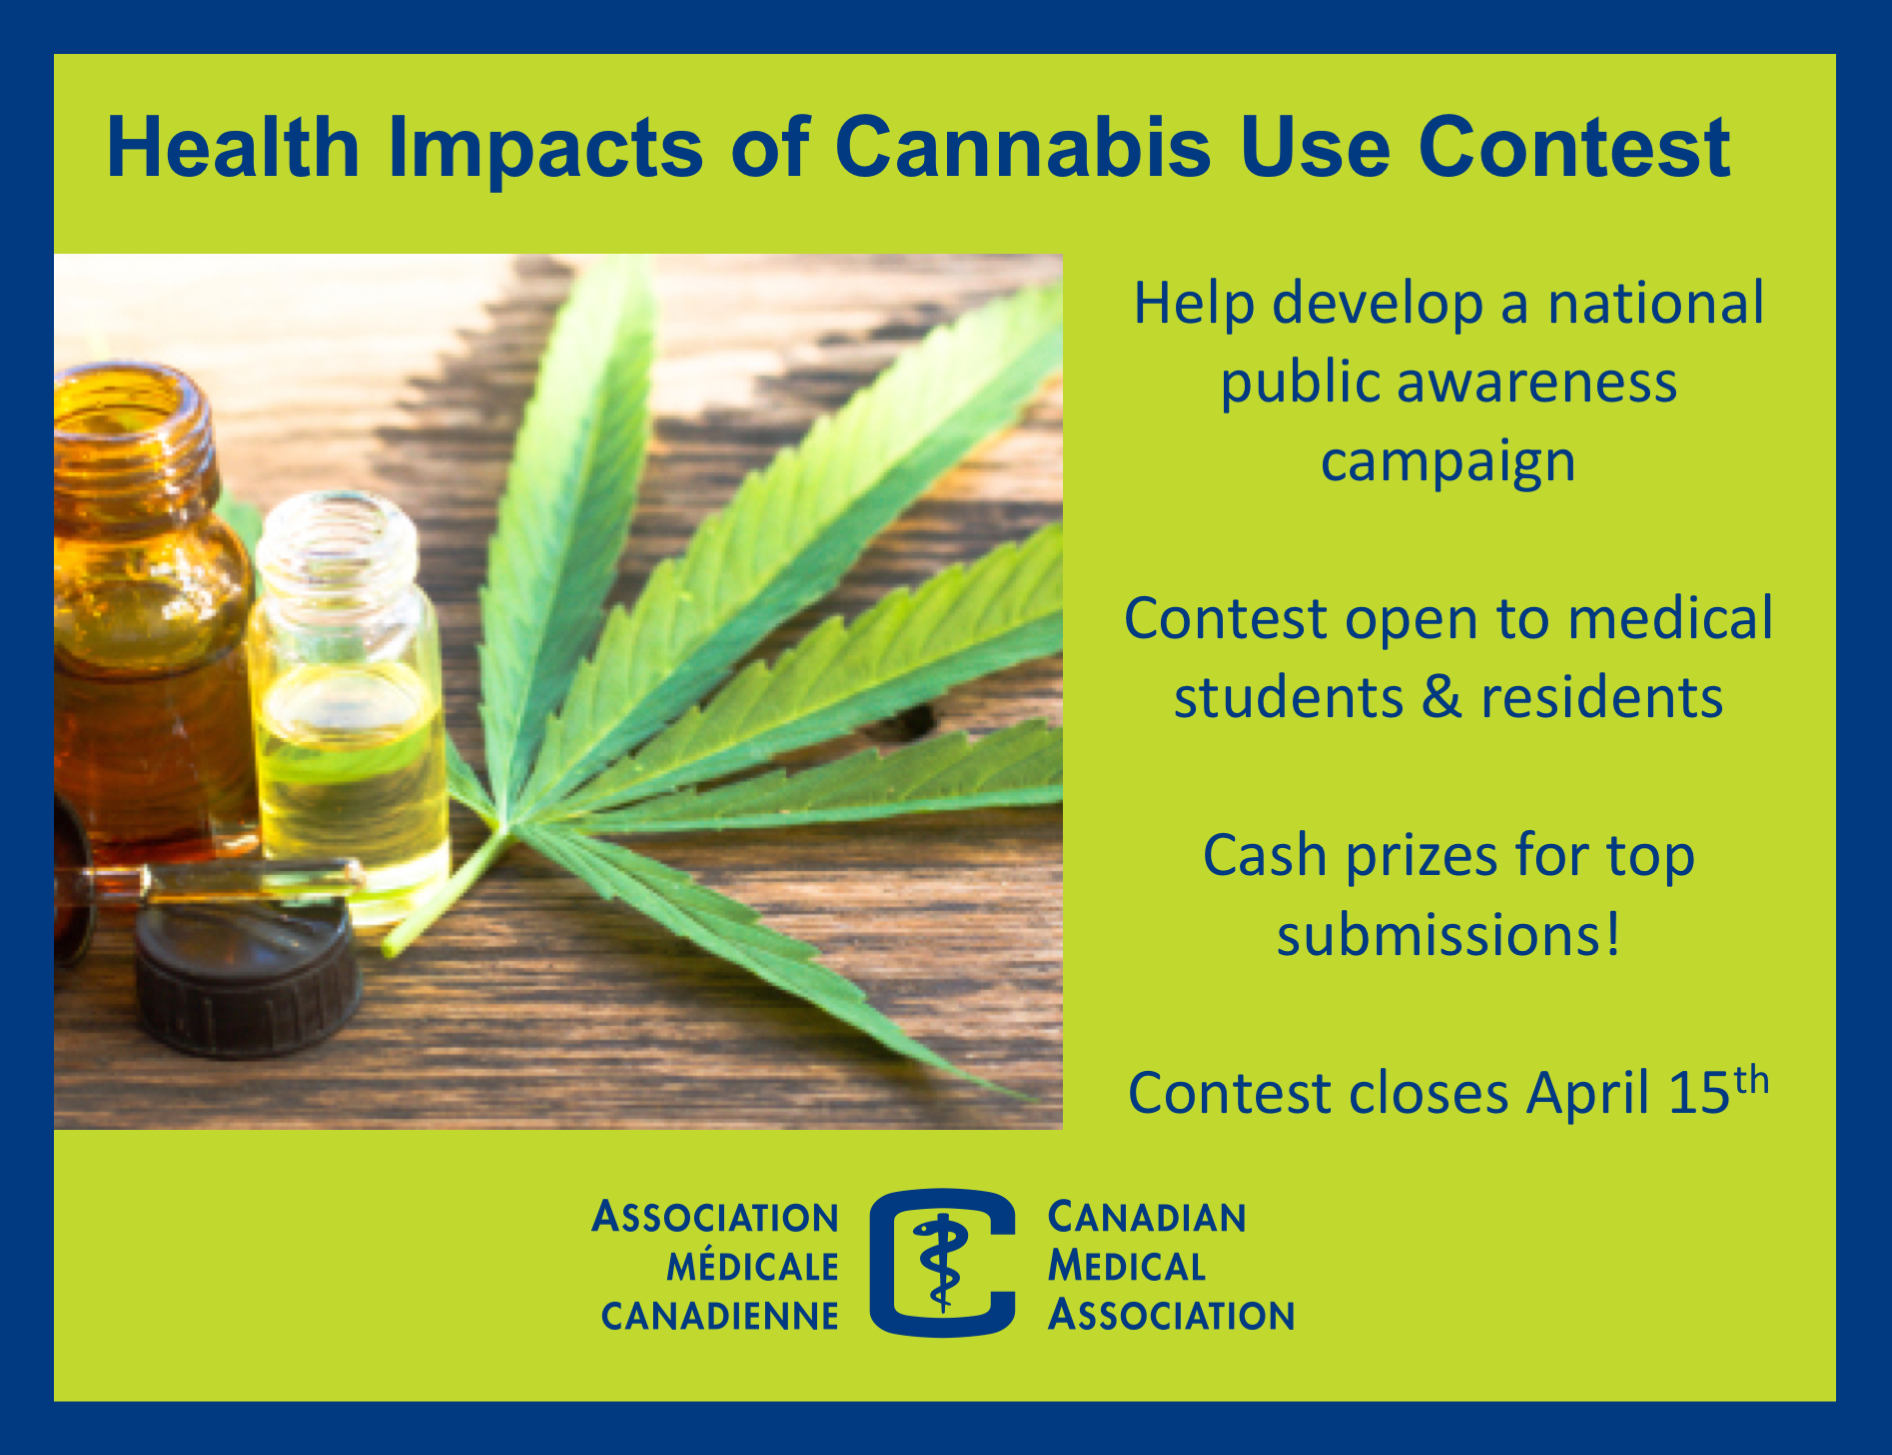 Health Impacts of Cannabis Use Contest
Help develop a national
public awareness
campaign
Contest open to medical
students & residents
Cash prizes for top
submissions!
Contest closes April 15th
ASSOCIATION
MÉDICALE
CANADIENNE
CANADIAN
MEDICAL
ASSOCIATION